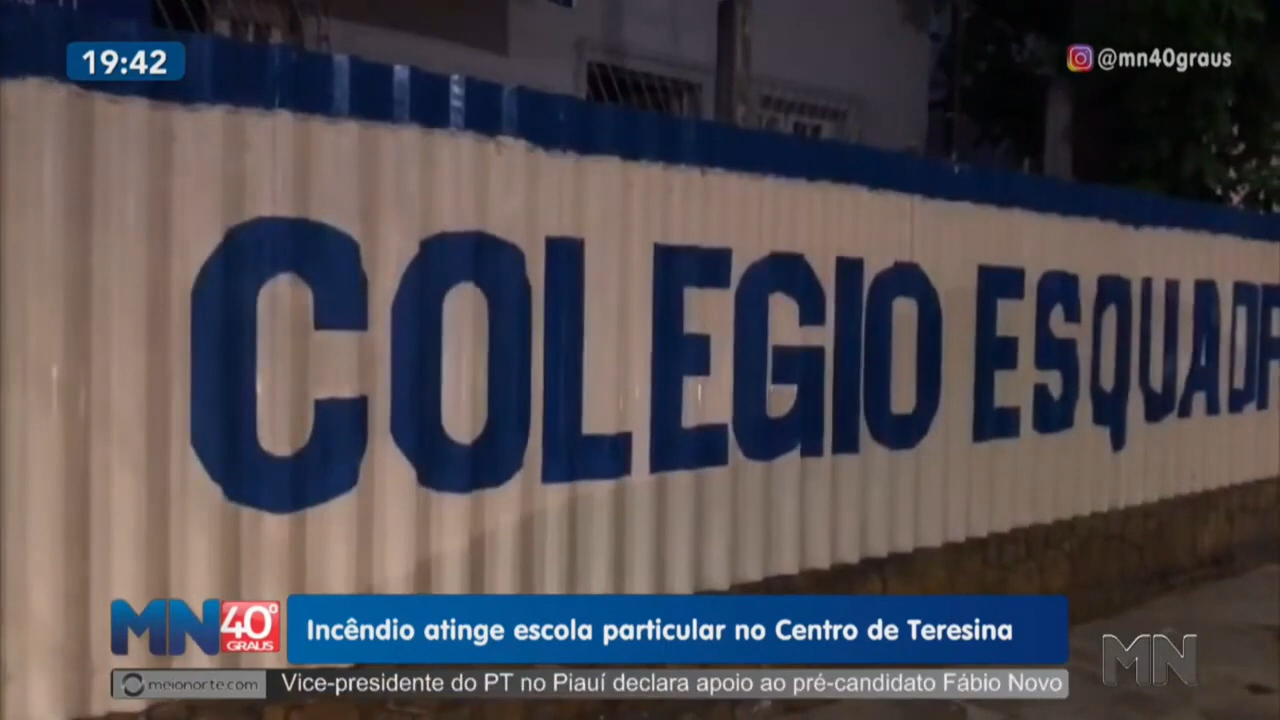 19:42
@mn40graus
COLEGIO ESQUAD
MN 40° GRAUS
Incêndio atinge escola particular no Centro de Teresina
meionorte.com
Vice-presidente do PT no Piauí declara apoio ao pré-candidato Fábio Novo
MN